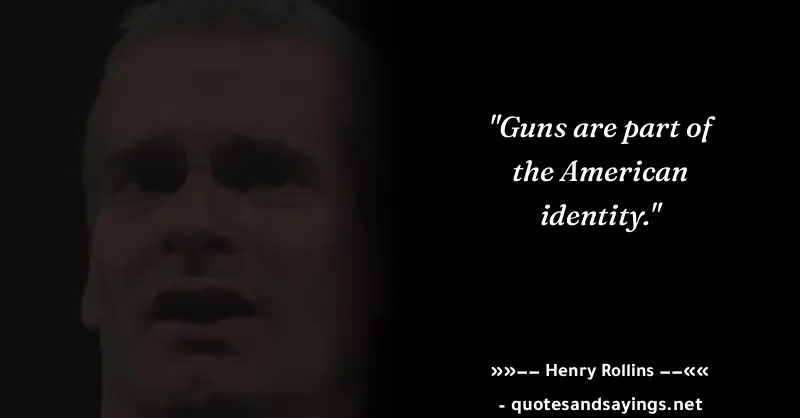 "Guns are part of
the American
identity."
»»–– Henry Rollins ––««
- quotesandsayings.net